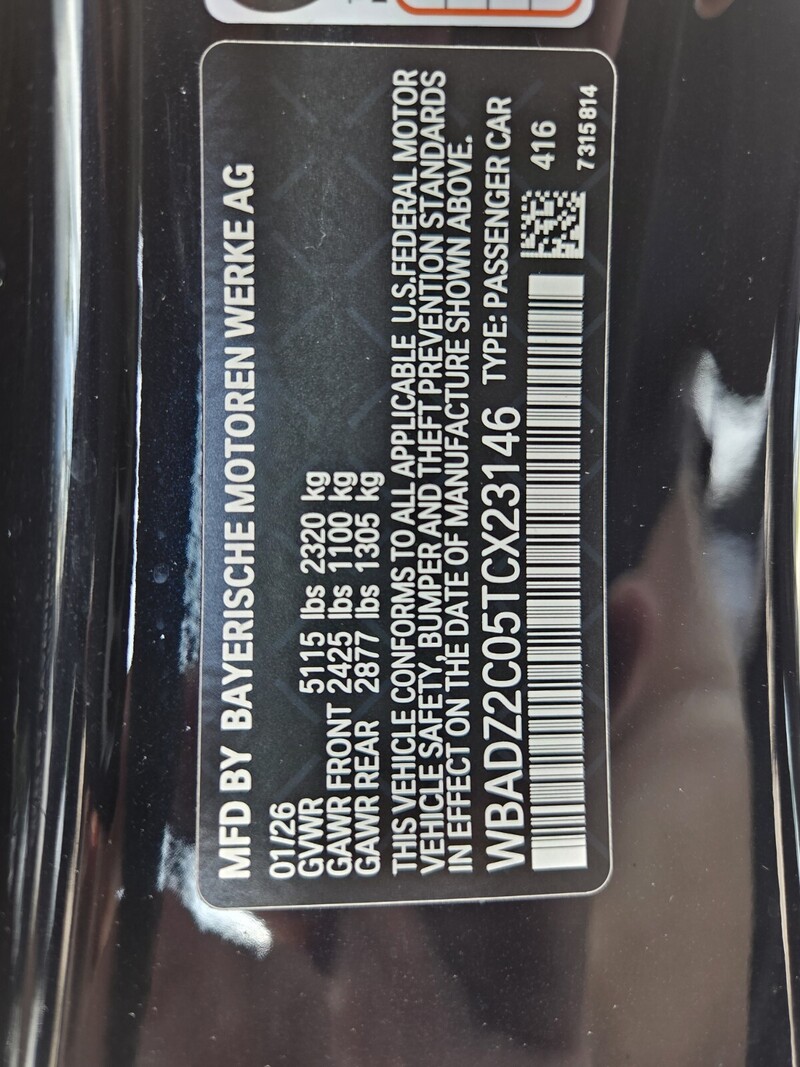 MFD BY BAYERISCHE MOTOREN WERKE AG
01/26
GVWR 5115 lbs 2320 kg
GAWR FRONT 2425 lbs 1100 kg
GAWR REAR 2877 lbs 1305 kg
THIS VEHICLE CONFORMS TO ALL APPLICABLE U.S.FEDERAL MOTOR
VEHICLE SAFETY, BUMPER AND THEFT PREVENTION STANDARDS
IN EFFECT ON THE DATE OF MANUFACTURE SHOWN ABOVE.
WBADZ2C05TCX23146 TYPE: PASSENGER CAR
416
7315814